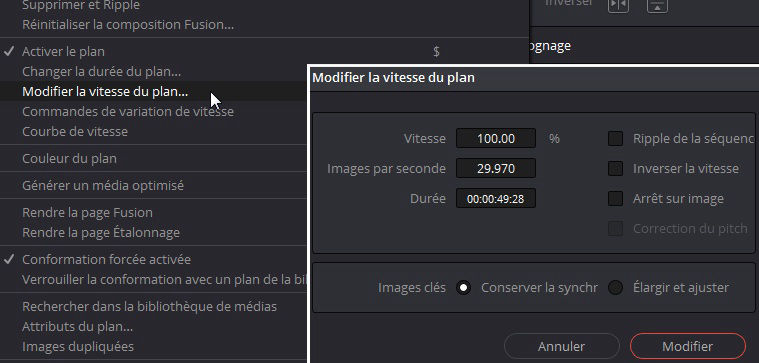 Supprimer et Ripple
Réinitialiser la composition Fusion...
Activer le plan $
Changer la durée du plan...
Modifier la vitesse du plan...
Commandes de variation de vitesse
Courbe de vitesse
Couleur du plan
Générer un média optimisé
Rendre la page Fusion
Rendre la page Étalonnage
Conformation forcée activée
Verrouiller la conformation avec un plan de la bi
Rechercher dans la bibliothèque de médias
Attributs du plan...
Images dupliquées
Inverser
ognage
Modifier la vitesse du plan
Vitesse 100.00 % Ripple de la séquenc
Images par seconde 29.970 Inverser la vitesse
Durée 00:00:49:28 Arrêt sur image
Correction du pitch
Images clés Conserver la synchr Élargir et ajuster
Annuler Modifier